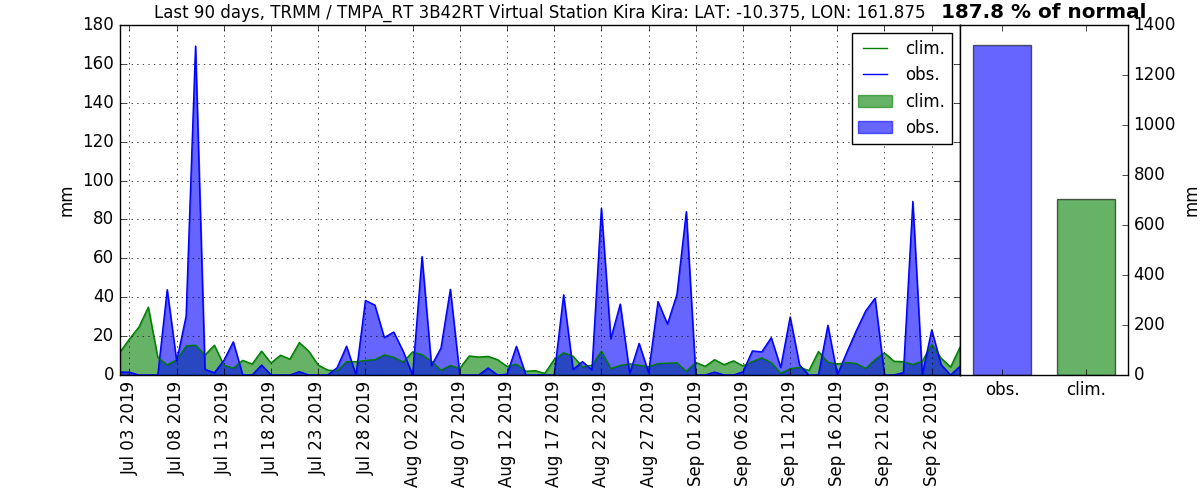 Last 90 days, TRMM / TMPA_RT 3B42RT Virtual Station Kira Kira: LAT: -10.375, LON: 161.875
187.8 % of normal
180
160
140
120
100
80
60
40
20
0
mm
clim.
obs.
clim.
obs.
Jul 03 2019
Jul 08 2019
Jul 13 2019
Jul 18 2019
Jul 23 2019
Jul 28 2019
Aug 02 2019
Aug 07 2019
Aug 12 2019
Aug 17 2019
Aug 22 2019
Aug 27 2019
Sep 01 2019
Sep 06 2019
Sep 11 2019
Sep 16 2019
Sep 21 2019
Sep 26 2019
1400
1200
1000
800
600
400
200
0
mm
obs.
clim.